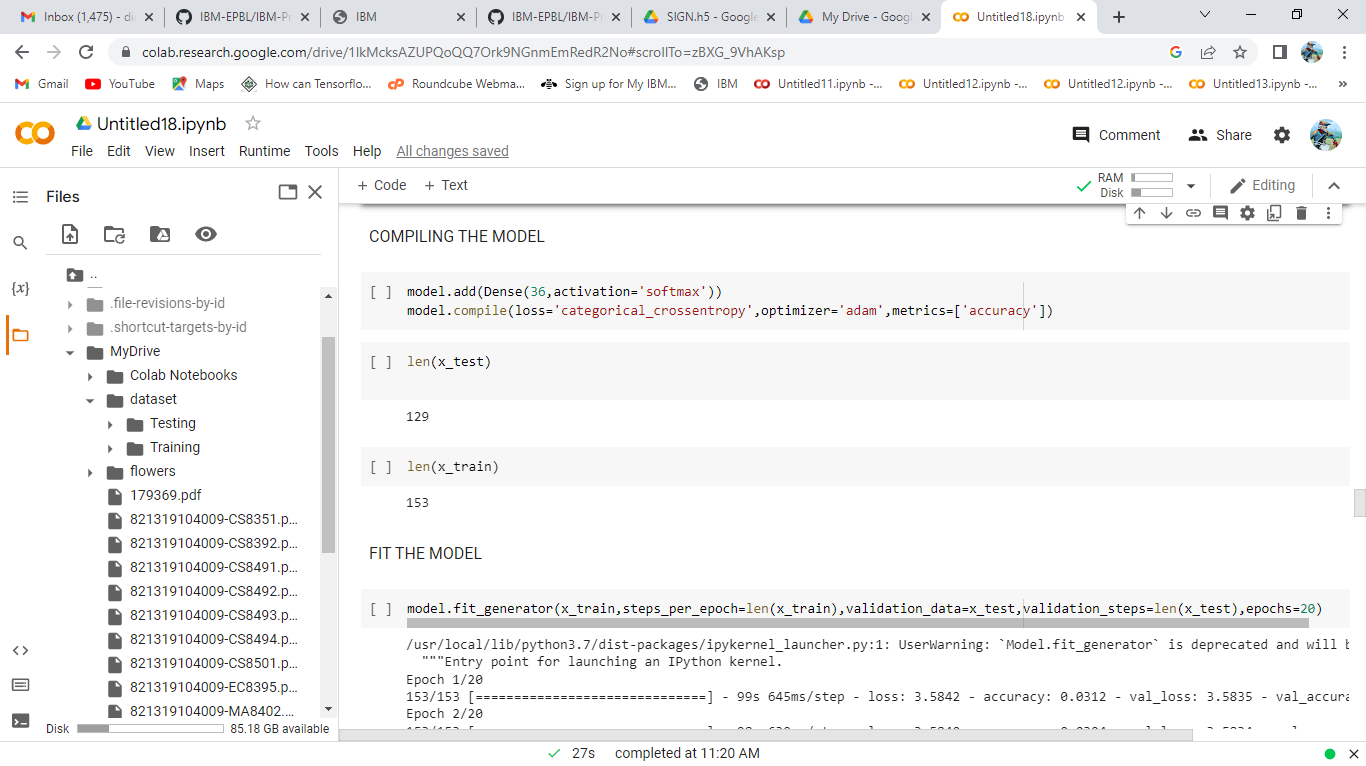 Inbox (1,475) - di
IBM-EPBL/IBM-Pr
IBM
IBM-EPBL/IBM-Pr
SIGN.h5 - Google
My Drive - Googl
Untitled18.ipynb
colab.research.google.com/drive/1IkMcksAZUPQoQQ7Ork9NGnmEmRedR2No#scrollTo=zBXG_9VhAKsp
Gmail
YouTube
Maps
How can Tensorflo...
Roundcube Webma...
Sign up for My IBM...
IBM
Untitled11.ipynb -...
Untitled12.ipynb -...
Untitled12.ipynb -...
Untitled13.ipynb -...
»
Untitled18.ipynb
File Edit View Insert Runtime Tools Help All changes saved
Comment
Share
Files
+ Code + Text
RAM
Disk
Editing
{x}
..
.file-revisions-by-id
.shortcut-targets-by-id
MyDrive
Colab Notebooks
dataset
Testing
Training
flowers
179369.pdf
821319104009-CS8351.p...
821319104009-CS8392.p...
821319104009-CS8491.p...
821319104009-CS8492.p...
821319104009-CS8493.p...
821319104009-CS8494.p...
821319104009-CS8501.p...
821319104009-EC8395.p...
821319104009-MA8402....
Disk
85.18 GB available
COMPILING THE MODEL
[ ] model.add(Dense(36,activation='softmax'))
model.compile(loss='categorical_crossentropy',optimizer='adam',metrics=['accuracy'])
[ ] len(x_test)
129
[ ] len(x_train)
153
FIT THE MODEL
[ ] model.fit_generator(x_train,steps_per_epoch=len(x_train),validation_data=x_test,validation_steps=len(x_test),epochs=20)
/usr/local/lib/python3.7/dist-packages/ipykernel_launcher.py:1: UserWarning: `Model.fit_generator` is deprecated and will b
"""Entry point for launching an IPython kernel.
Epoch 1/20
153/153 [==============================] - 99s 645ms/step - loss: 3.5842 - accuracy: 0.0312 - val_loss: 3.5835 - val_accura
Epoch 2/20
27s completed at 11:20 AM